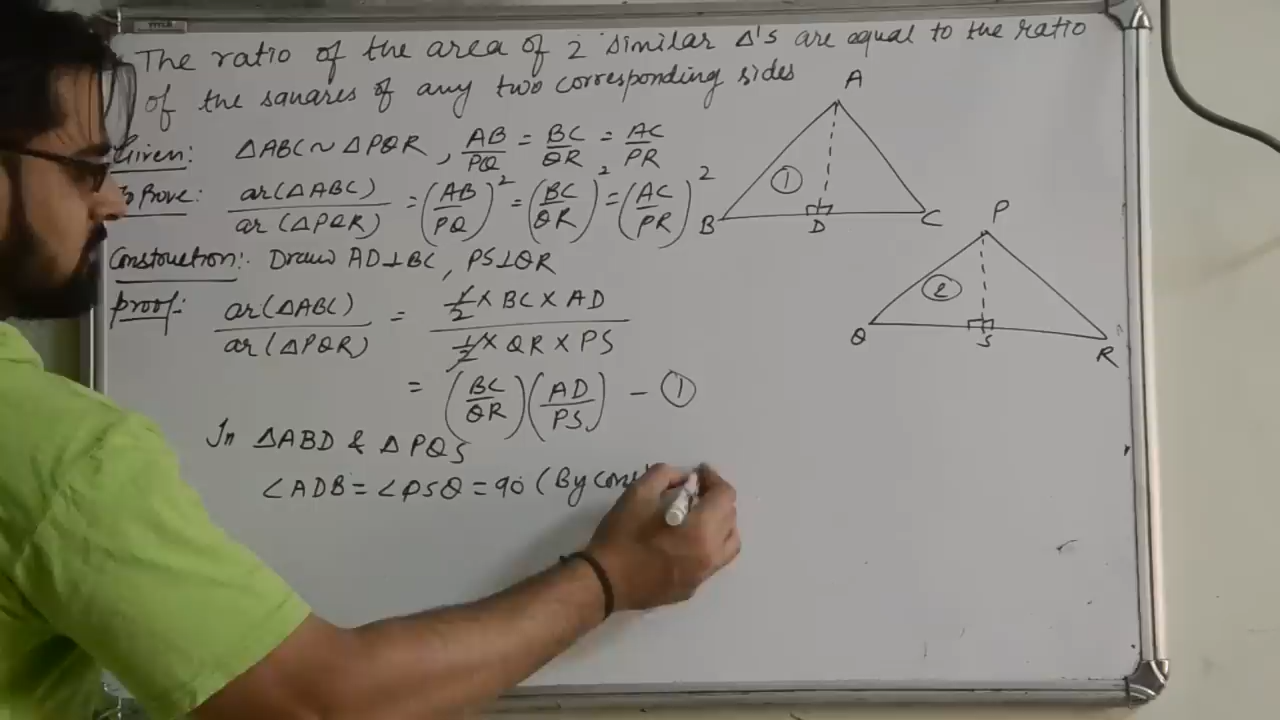 The ratio of the area of 2 similar Δ's are equal to the ratio
of the squares of any two corresponding sides
Given: ΔABC ~ ΔPQR, AB/PQ = BC/QR = AC/PR
To Prove: ar(ΔABC)/ar(ΔPQR) = (AB/PQ)² = (BC/QR)² = (AC/PR)²
Construction: Draw AD⊥BC, PS⊥QR
Proof: ar(ΔABC)/ar(ΔPQR) = (1/2 × BC × AD)/(1/2 × QR × PS)
= (BC/QR)(AD/PS) – ①
In ΔABD & ΔPQS
∠ADB = ∠PSQ = 90 (By const
A
①
B D C
P
②
Q S R